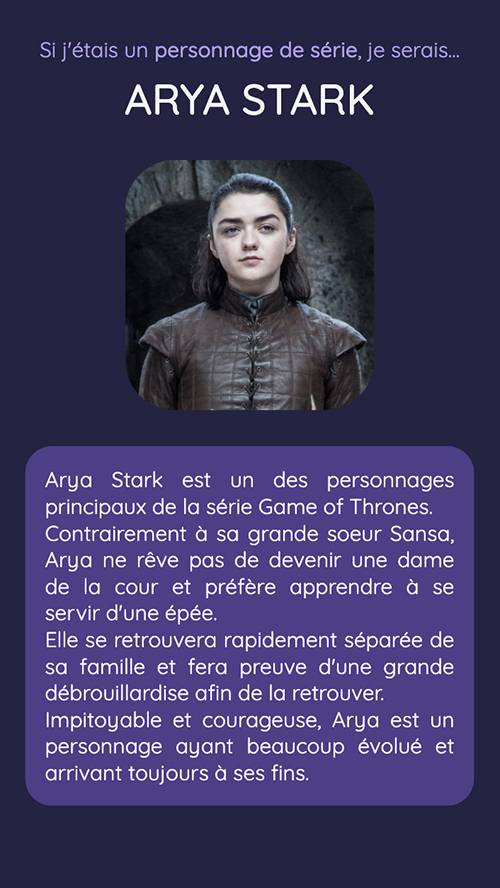 Si j'étais un personnage de série, je serais...
ARYA STARK
Arya Stark est un des personnages
principaux de la série Game of Thrones.
Contrairement à sa grande soeur Sansa,
Arya ne rêve pas de devenir une dame
de la cour et préfère apprendre à se
servir d'une épée.
Elle se retrouvera rapidement séparée de
sa famille et fera preuve d'une grande
débrouillardise afin de la retrouver.
Impitoyable et courageuse, Arya est un
personnage ayant beaucoup évolué et
arrivant toujours à ses fins.